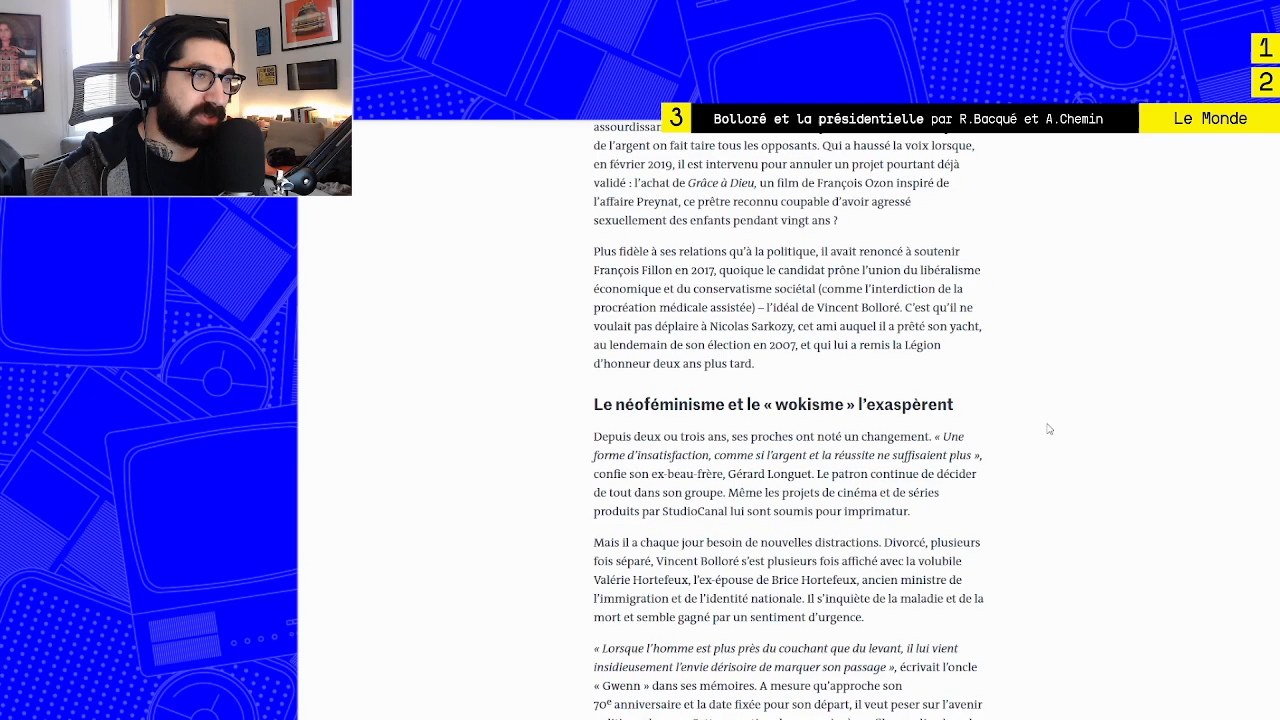 1
2
3 Bolloré et la présidentielle par R.Bacqué et A.Chemin Le Monde
assourdissan
de l'argent on fait taire tous les opposants. Qui a haussé la voix lorsque,
en février 2019, il est intervenu pour annuler un projet pourtant déjà
validé : l'achat de Grâce à Dieu, un film de François Ozon inspiré de
l'affaire Preynat, ce prêtre reconnu coupable d'avoir agressé
sexuellement des enfants pendant vingt ans ?
Plus fidèle à ses relations qu'à la politique, il avait renoncé à soutenir
François Fillon en 2017, quoique le candidat prône l'union du libéralisme
économique et du conservatisme sociétal (comme l'interdiction de la
procréation médicale assistée) – l'idéal de Vincent Bolloré. C'est qu'il ne
voulait pas déplaire à Nicolas Sarkozy, cet ami auquel il a prêté son yacht,
au lendemain de son élection en 2007, et qui lui a remis la Légion
d'honneur deux ans plus tard.
Le néoféminisme et le « wokisme » l'exaspèrent
Depuis deux ou trois ans, ses proches ont noté un changement. « Une
forme d'insatisfaction, comme si l'argent et la réussite ne suffisaient plus »,
confie son ex-beau-frère, Gérard Longuet. Le patron continue de décider
de tout dans son groupe. Même les projets de cinéma et de séries
produits par StudioCanal lui sont soumis pour imprimatur.
Mais il a chaque jour besoin de nouvelles distractions. Divorcé, plusieurs
fois séparé, Vincent Bolloré s'est plusieurs fois affiché avec la volubile
Valérie Hortefeux, l'ex-épouse de Brice Hortefeux, ancien ministre de
l'immigration et de l'identité nationale. Il s'inquiète de la maladie et de la
mort et semble gagné par un sentiment d'urgence.
« Lorsque l'homme est plus près du couchant que du levant, il lui vient
insidieusement l'envie dérisoire de marquer son passage », écrivait l'oncle
« Gwenn » dans ses mémoires. A mesure qu'approche son
70e anniversaire et la date fixée pour son départ, il veut peser sur l'avenir